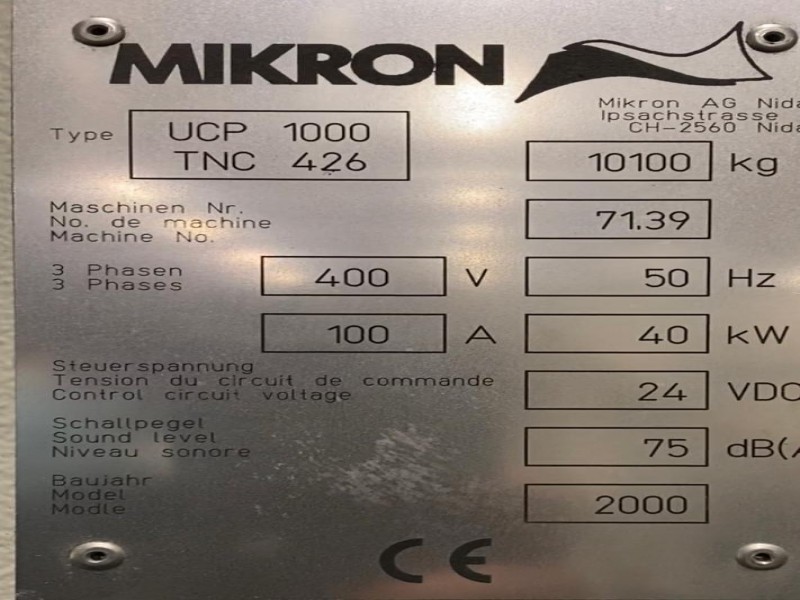 MIKRON
Mikron AG Nida
Ipsachstrasse
CH-2560 Nida
Type UCP 1000
TNC 426
10100 kg
Maschinen Nr.
No. de machine
Machine No.
71.39
3 Phasen
3 Phases
400 V 50 Hz
100 A 40 kW
Steuerspannung
Tension du circuit de commande
Control circuit voltage
24 VDC
Schallpegel
Sound level
Niveau sonore
75 dB(A
Baujahr
Model
Modle
2000
CE